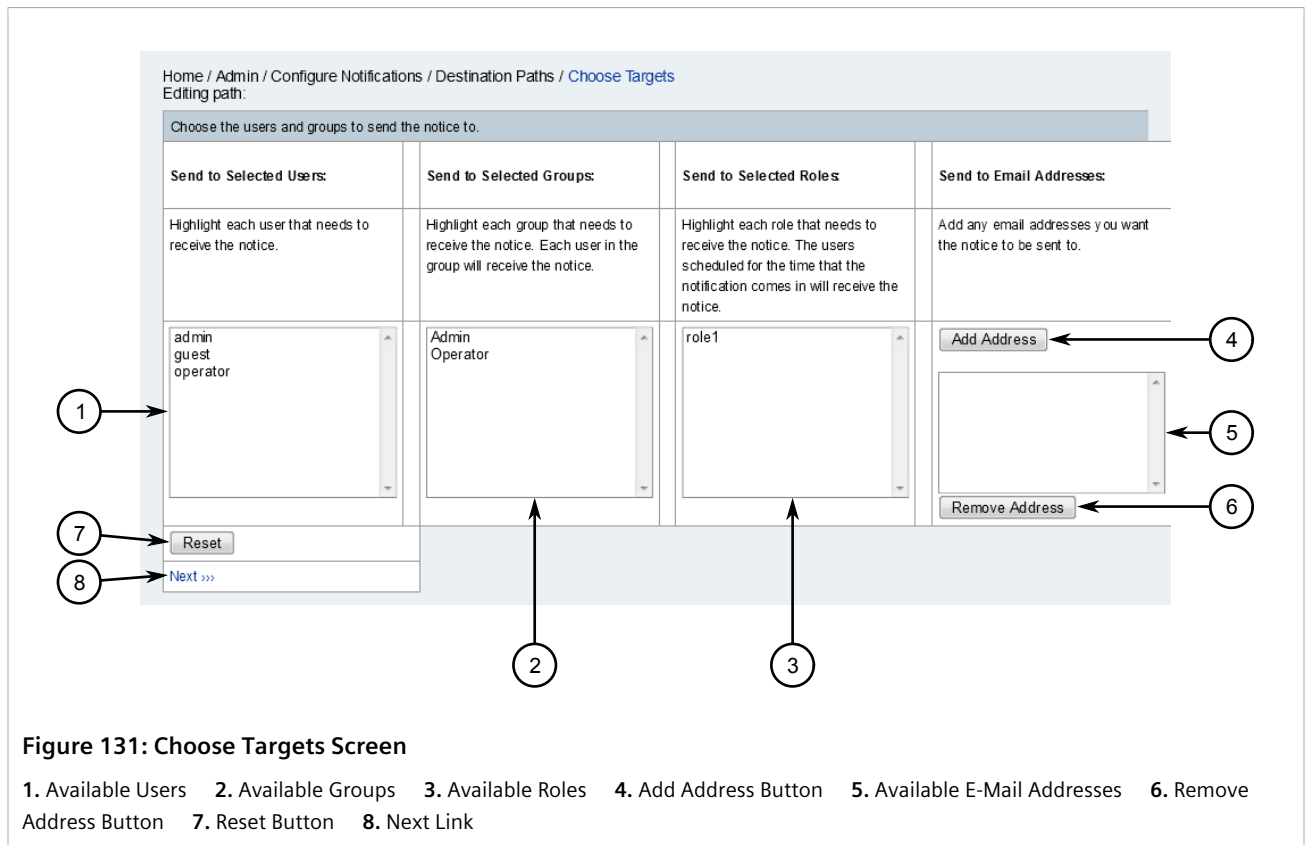 Home / Admin / Configure Notifications / Destination Paths / Choose Targets
Editing path:
Choose the users and groups to send the notice to.
Send to Selected Users:
Send to Selected Groups:
Send to Selected Roles:
Send to Email Addresses:
Highlight each user that needs to
receive the notice.
Highlight each group that needs to
receive the notice. Each user in the
group will receive the notice.
Highlight each role that needs to
receive the notice. The users
scheduled for the time that the
notification comes in will receive the
notice.
Add any email addresses you want
the notice to be sent to.
admin
guest
operator
Admin
Operator
role1
Add Address
Remove Address
Reset
Next ›››
1
2
3
4
5
6
7
8
Figure 131: Choose Targets Screen
1. Available Users 2. Available Groups 3. Available Roles 4. Add Address Button 5. Available E-Mail Addresses 6. Remove
Address Button 7. Reset Button 8. Next Link